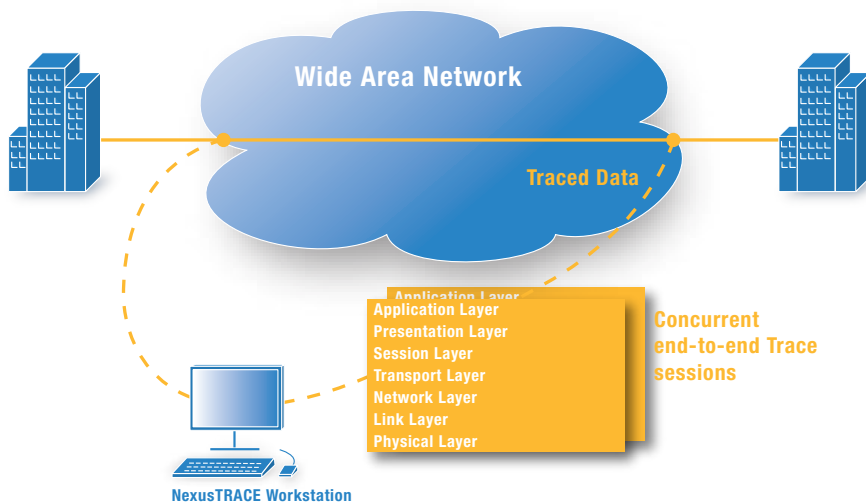 Wide Area Network
Traced Data
Application Layer
Application Layer
Presentation Layer
Session Layer
Transport Layer
Network Layer
Link Layer
Physical Layer
Concurrent
end-to-end Trace
sessions
NexusTRACE Workstation